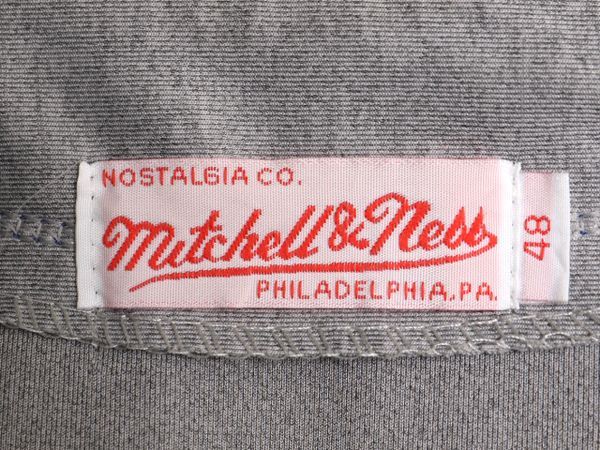 NOSTALGIA CO.
Mitchell & Ness
PHILADELPHIA, PA.
48